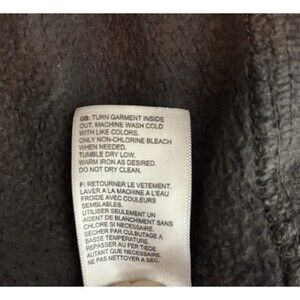 GB: TURN GARMENT INSIDE
OUT. MACHINE WASH COLD
WITH LIKE COLORS.
ONLY NON-CHLORINE BLEACH
WHEN NEEDED.
TUMBLE DRY LOW.
WARM IRON AS DESIRED.
DO NOT DRY CLEAN.
F: RETOURNER LE VETEMENT.
LAVER A LA MACHINE A L'EAU
FROIDE AVEC COULEURS
SEMBLABLES.
UTILISER SEULEMENT UN
AGENT DE BLANCHIMENT SANS
CHLORE SI NECESSAIRE.
SECHER PAR CULBUTAGE A
BASSE TEMPERATURE.
REPASSER AU FER TIEDE
AUTANT QUE NECESSAIRE.
NE PAS NETTOYER A SEC.